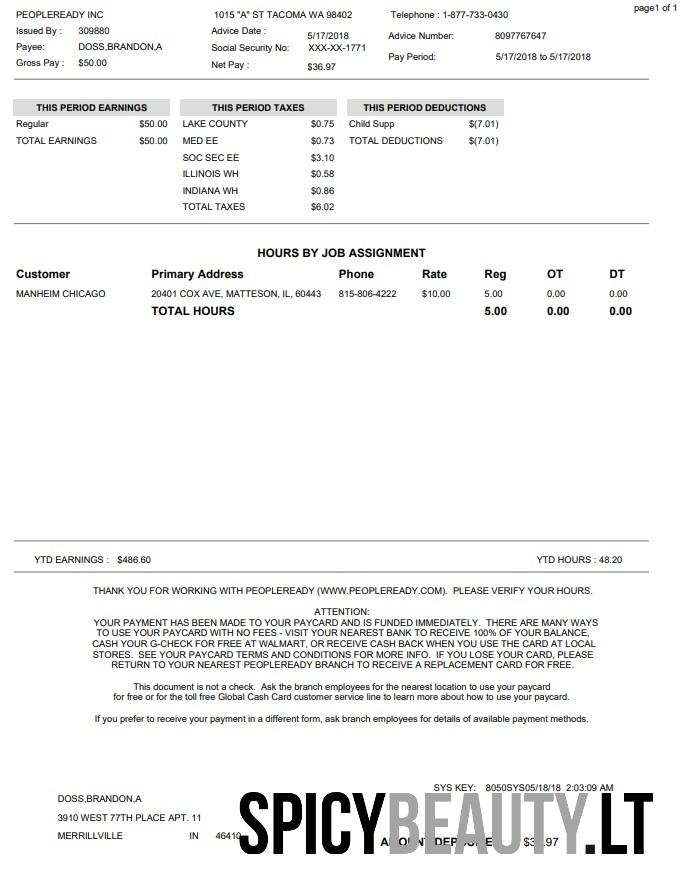 page1 of 1
PEOPLEREADY INC 1015 "A" ST TACOMA WA 98402 Telephone : 1-877-733-0430
Issued By : 309880 Advice Date : 5/17/2018 Advice Number: 8097767647
Payee: DOSS,BRANDON,A Social Security No: XXX-XX-1771
Gross Pay : $50.00 Net Pay : $36.97 Pay Period: 5/17/2018 to 5/17/2018
THIS PERIOD EARNINGS THIS PERIOD TAXES THIS PERIOD DEDUCTIONS
Regular $50.00 LAKE COUNTY $0.75 Child Supp $(7.01)
TOTAL EARNINGS $50.00 MED EE $0.73 TOTAL DEDUCTIONS $(7.01)
SOC SEC EE $3.10
ILLINOIS WH $0.58
INDIANA WH $0.86
TOTAL TAXES $6.02
HOURS BY JOB ASSIGNMENT
Customer Primary Address Phone Rate Reg OT DT
MANHEIM CHICAGO 20401 COX AVE, MATTESON, IL, 60443 815-806-4222 $10.00 5.00 0.00 0.00
TOTAL HOURS 5.00 0.00 0.00
YTD EARNINGS : $486.60 YTD HOURS : 48.20
THANK YOU FOR WORKING WITH PEOPLEREADY (WWW.PEOPLEREADY.COM). PLEASE VERIFY YOUR HOURS.
ATTENTION:
YOUR PAYMENT HAS BEEN MADE TO YOUR PAYCARD AND IS FUNDED IMMEDIATELY. THERE ARE MANY WAYS
TO USE YOUR PAYCARD WITH NO FEES - VISIT YOUR NEAREST BANK TO RECEIVE 100% OF YOUR BALANCE,
CASH YOUR G-CHECK FOR FREE AT WALMART, OR RECEIVE CASH BACK WHEN YOU USE THE CARD AT LOCAL
STORES. SEE YOUR PAYCARD TERMS AND CONDITIONS FOR MORE INFO. IF YOU LOSE YOUR CARD, PLEASE
RETURN TO YOUR NEAREST PEOPLEREADY BRANCH TO RECEIVE A REPLACEMENT CARD FOR FREE.
This document is not a check. Ask the branch employees for the nearest location to use your paycard
for free or for the toll free Global Cash Card customer service line to learn more about how to use your paycard.
If you prefer to receive your payment in a different form, ask branch employees for details of available payment methods.
SYS KEY: 8050SYS05/18/18 2:03:09 AM
DOSS,BRANDON,A
3910 WEST 77TH PLACE APT. 11
MERRILLVILLE IN 46410
SPICYBEAUTY.LT